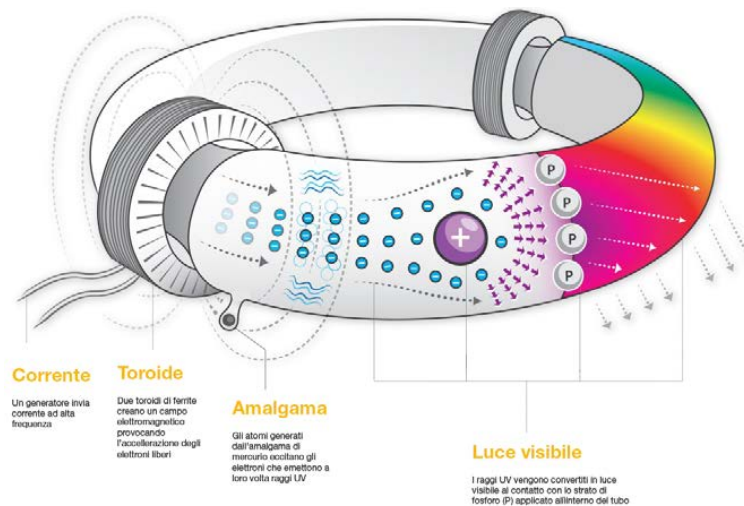 P
P
P
P
Corrente
Un generatore invia
corrente ad alta
frequenza
Toroide
Due toroidi di ferrite
creano un campo
elettromagnetico
provocando
l'accellerazione degli
elettroni liberi
Amalgama
Gli atomi generati
dall'amalgama di
mercurio eccitano gli
elettroni che emettono a
loro volta raggi UV
Luce visibile
I raggi UV vengono convertiti in luce
visibile al contatto con lo strato di
fosforo (P) applicato all'interno del tubo